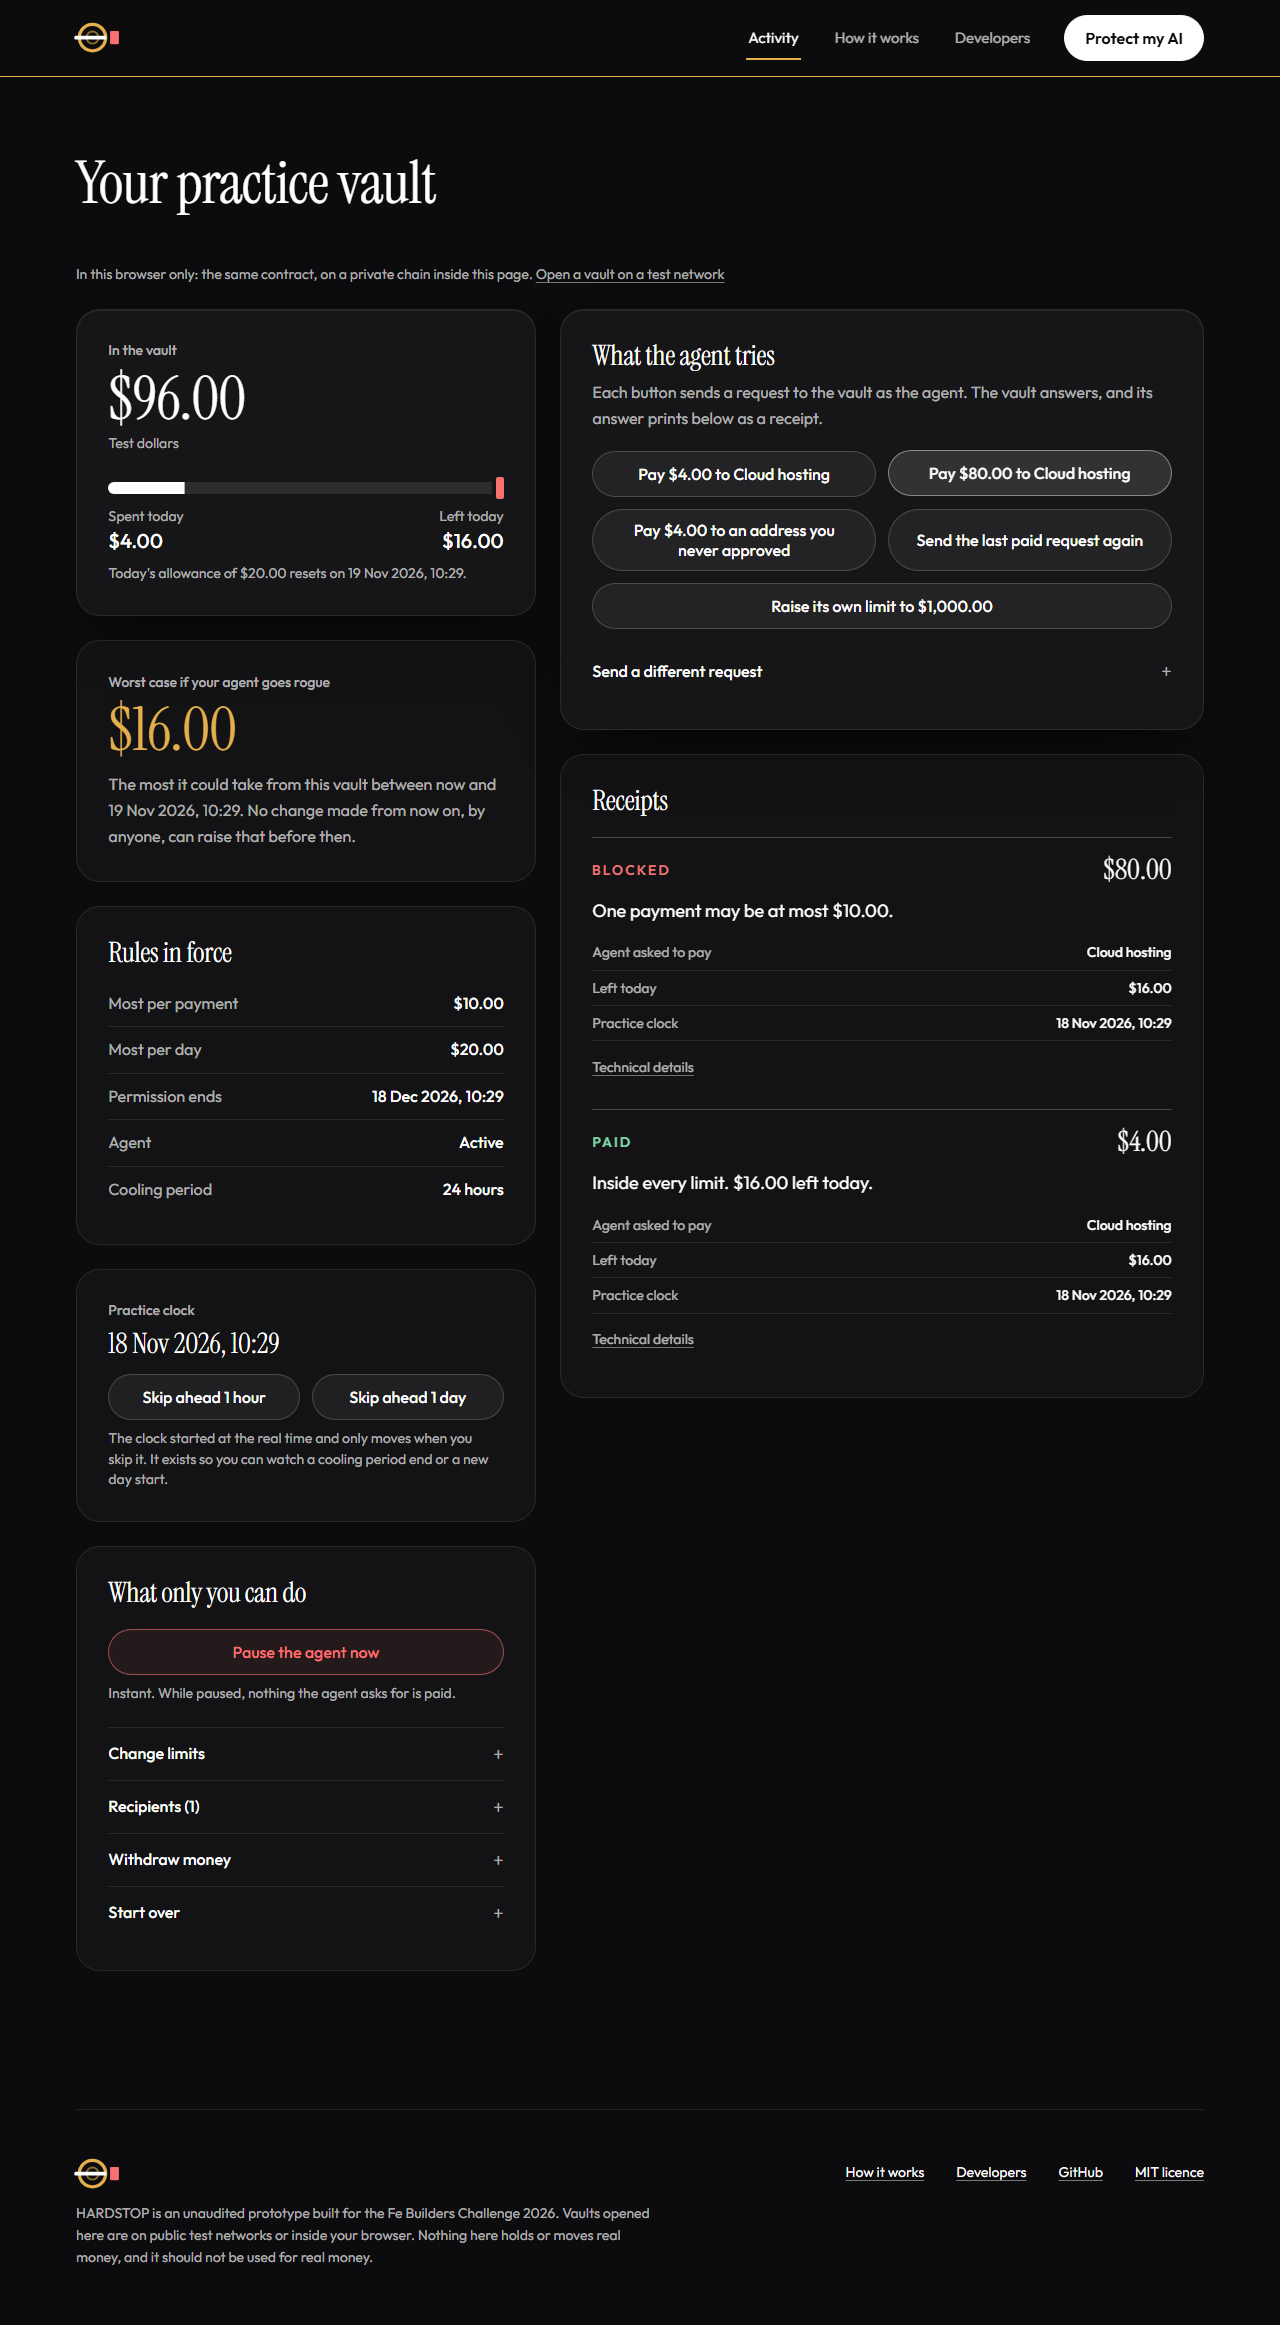 Activity
How it works
Developers
Protect my AI
Your practice vault
In this browser only: the same contract, on a private chain inside this page. Open a vault on a test network
In the vault
$96.00
Test dollars
Spent today
Left today
$4.00
$16.00
Today's allowance of $20.00 resets on 19 Nov 2026, 10:29.
Worst case if your agent goes rogue
$16.00
The most it could take from this vault between now and
19 Nov 2026, 10:29. No change made from now on, by
anyone, can raise that before then.
Rules in force
Most per payment
$10.00
Most per day
$20.00
Permission ends
18 Dec 2026, 10:29
Agent
Active
Cooling period
24 hours
Practice clock
18 Nov 2026, 10:29
Skip ahead 1 hour
Skip ahead 1 day
The clock started at the real time and only moves when you
skip it. It exists so you can watch a cooling period end or a new
day start.
What only you can do
Pause the agent now
Instant. While paused, nothing the agent asks for is paid.
Change limits
+
Recipients (1)
+
Withdraw money
+
Start over
+
What the agent tries
Each button sends a request to the vault as the agent. The vault answers, and its
answer prints below as a receipt.
Pay $4.00 to Cloud hosting
Pay $80.00 to Cloud hosting
Pay $4.00 to an address you
never approved
Send the last paid request again
Raise its own limit to $1,000.00
Send a different request
+
Receipts
BLOCKED
$80.00
One payment may be at most $10.00.
Agent asked to pay
Cloud hosting
Left today
$16.00
Practice clock
18 Nov 2026, 10:29
Technical details
PAID
$4.00
Inside every limit. $16.00 left today.
Agent asked to pay
Cloud hosting
Left today
$16.00
Practice clock
18 Nov 2026, 10:29
Technical details
How it works
Developers
GitHub
MIT licence
HARDSTOP is an unaudited prototype built for the Fe Builders Challenge 2026. Vaults opened
here are on public test networks or inside your browser. Nothing here holds or moves real
money, and it should not be used for real money.